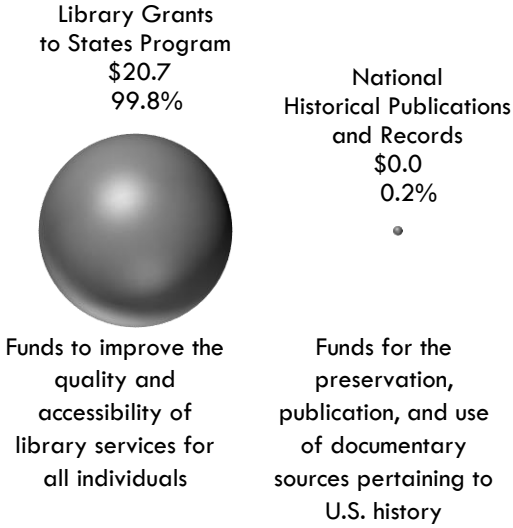 Library Grants
to States Program
$20.7
99.8%
National
Historical Publications
and Records
$0.0
0.2%
Funds to improve the
quality and
accessibility of
library services for
all individuals
Funds for the
preservation,
publication, and use
of documentary
sources pertaining to
U.S. history